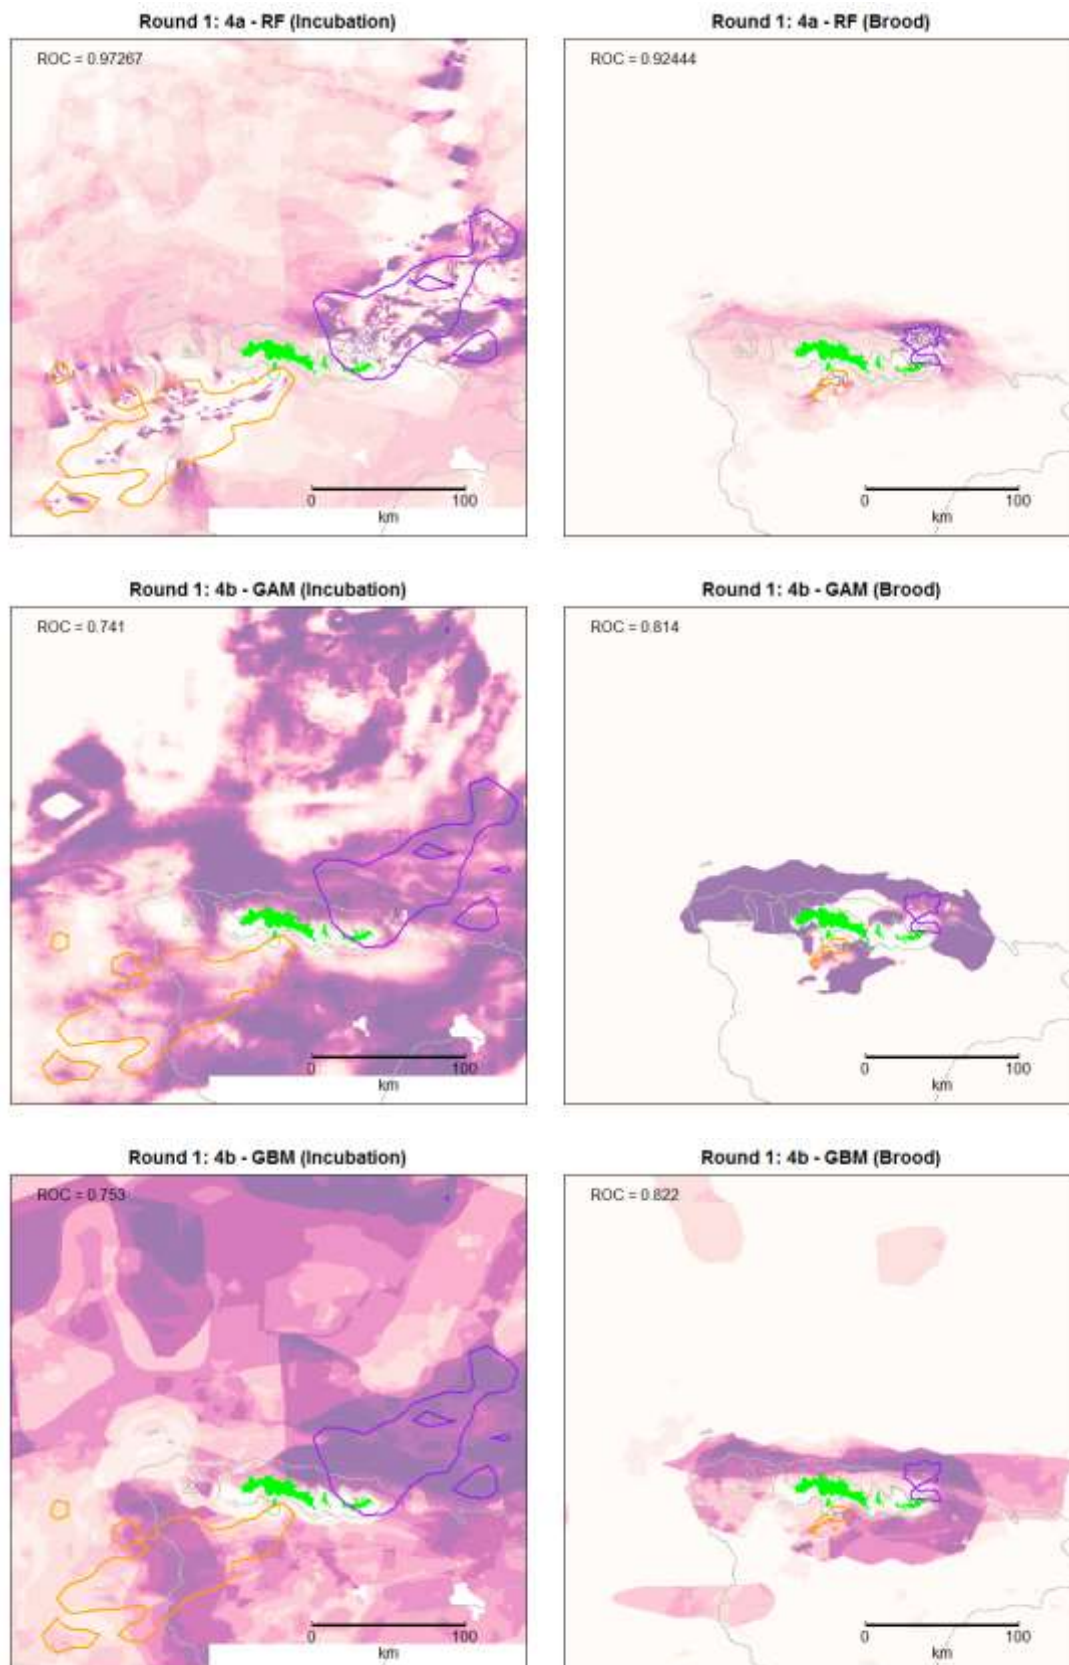 Round 1: 4a - RF (Incubation)
ROC = 0.97267
0 100
km
Round 1: 4a - RF (Brood)
ROC = 0.92444
0 100
km
Round 1: 4b - GAM (Incubation)
ROC = 0.741
0 100
km
Round 1: 4b - GAM (Brood)
ROC = 0.814
0 100
km
Round 1: 4b - GBM (Incubation)
ROC = 0.753
0 100
km
Round 1: 4b - GBM (Brood)
ROC = 0.822
0 100
km